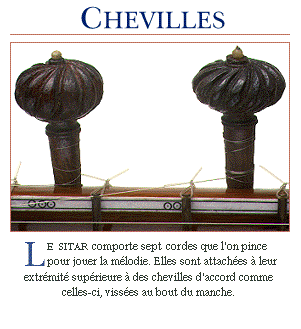 CHEVILLES
LE SITAR comporte sept cordes que l'on pince
pour jouer la mélodie. Elles sont attachées à leur
extrémité supérieure à des chevilles d'accord comme
celles-ci, vissées au bout du manche.